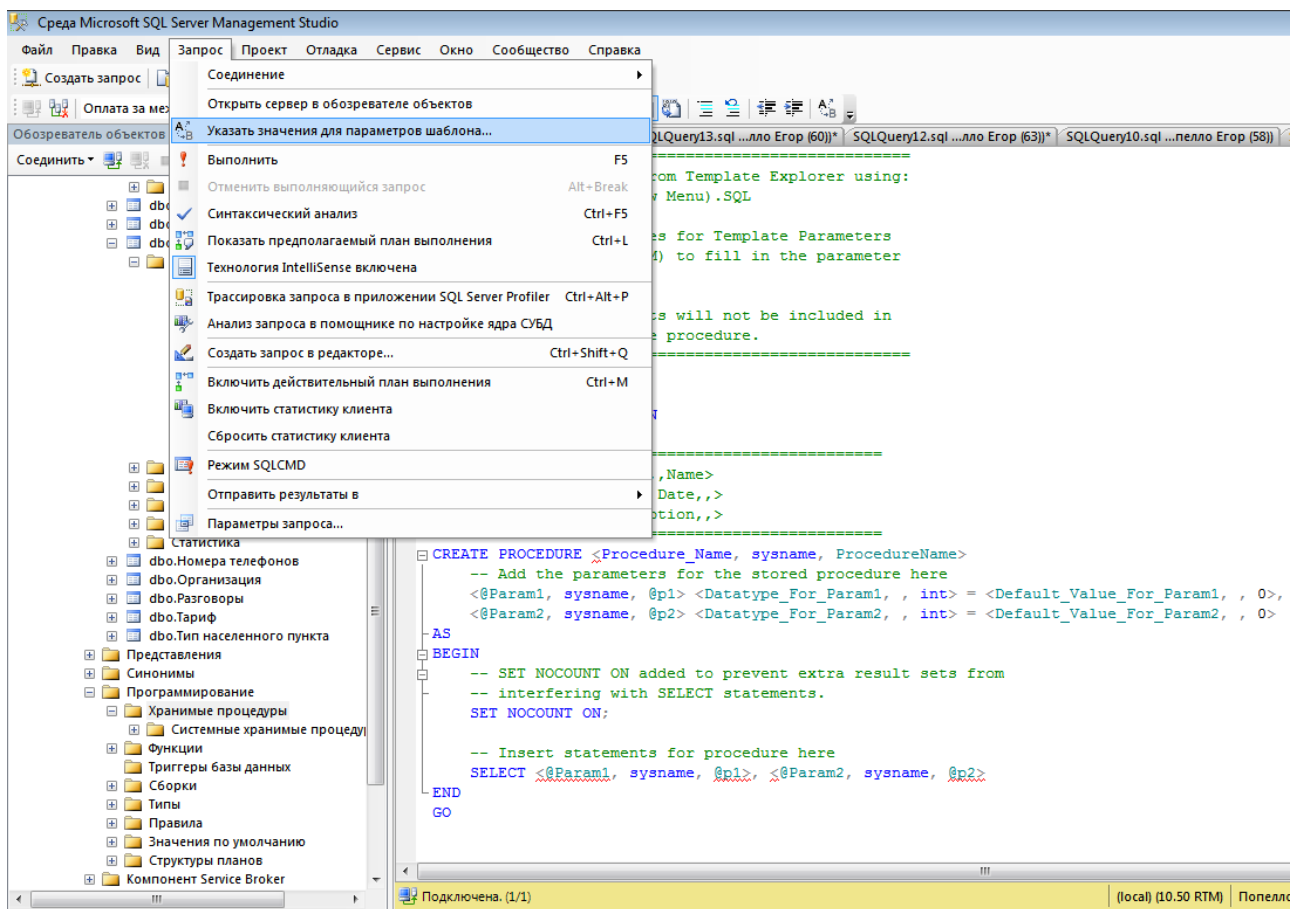 Среда Microsoft SQL Server Management Studio
Файл Правка Вид Запрос Проект Отладка Сервис Окно Сообщество Справка
Создать запрос
Оплата за ме
Обозреватель объектов
Соединить
Соединение
Открыть сервер в обозревателе объектов
Указать значения для параметров шаблона...
Выполнить F5
Отменить выполняющийся запрос Alt+Break
Синтаксический анализ Ctrl+F5
Показать предполагаемый план выполнения Ctrl+L
Технология IntelliSense включена
Трассировка запроса в приложении SQL Server Profiler Ctrl+Alt+P
Анализ запроса в помощнике по настройке ядра СУБД
Создать запрос в редакторе... Ctrl+Shift+Q
Включить действительный план выполнения Ctrl+M
Включить статистику клиента
Сбросить статистику клиента
Режим SQLCMD
Отправить результаты в
Параметры запроса...
dbo
dbo
dbo
Статистика
dbo.Номера телефонов
dbo.Организация
dbo.Разговоры
dbo.Тариф
dbo.Тип населенного пункта
Представления
Синонимы
Программирование
Хранимые процедуры
Системные хранимые процеду
Функции
Триггеры базы данных
Сборки
Типы
Правила
Значения по умолчанию
Структуры планов
Компонент Service Broker
QLQuery13.sql ...лло Егор (60))* SQLQuery12.sql ...лло Егор (63))* SQLQuery10.sql ...пелло Егор (58))
===========================
om Template Explorer using:
Menu).SQL
es for Template Parameters
) to fill in the parameter
s will not be included in
procedure.
===========================
N
========================
,Name>
Date,,>
tion,,>
========================
CREATE PROCEDURE <Procedure_Name, sysname, ProcedureName>
-- Add the parameters for the stored procedure here
<@Param1, sysname, @p1> <Datatype_For_Param1, , int> = <Default_Value_For_Param1, , 0>,
<@Param2, sysname, @p2> <Datatype_For_Param2, , int> = <Default_Value_For_Param2, , 0>
AS
BEGIN
-- SET NOCOUNT ON added to prevent extra result sets from
-- interfering with SELECT statements.
SET NOCOUNT ON;
-- Insert statements for procedure here
SELECT <@Param1, sysname, @p1>, <@Param2, sysname, @p2>
END
GO
Подключена. (1/1) (local) (10.50 RTM) Попелло